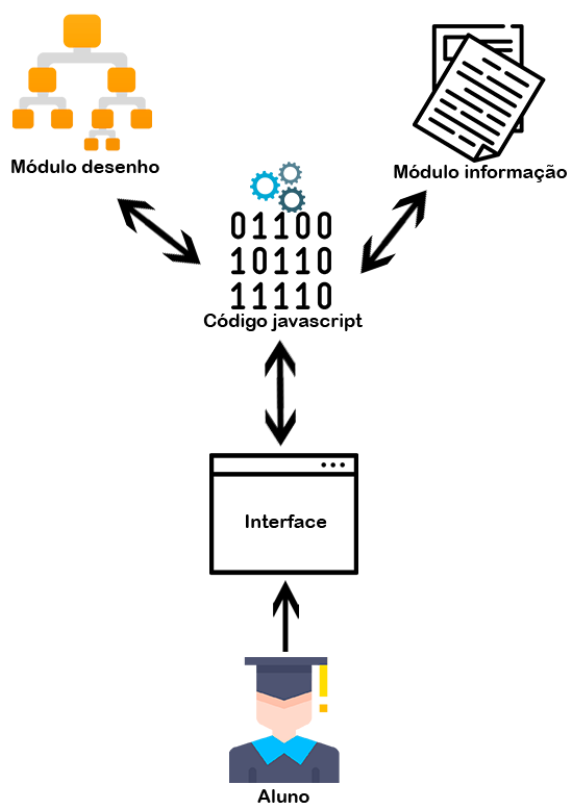 Módulo desenho
Módulo informação
01100
10110
11110
Código javascript
Interface
Aluno